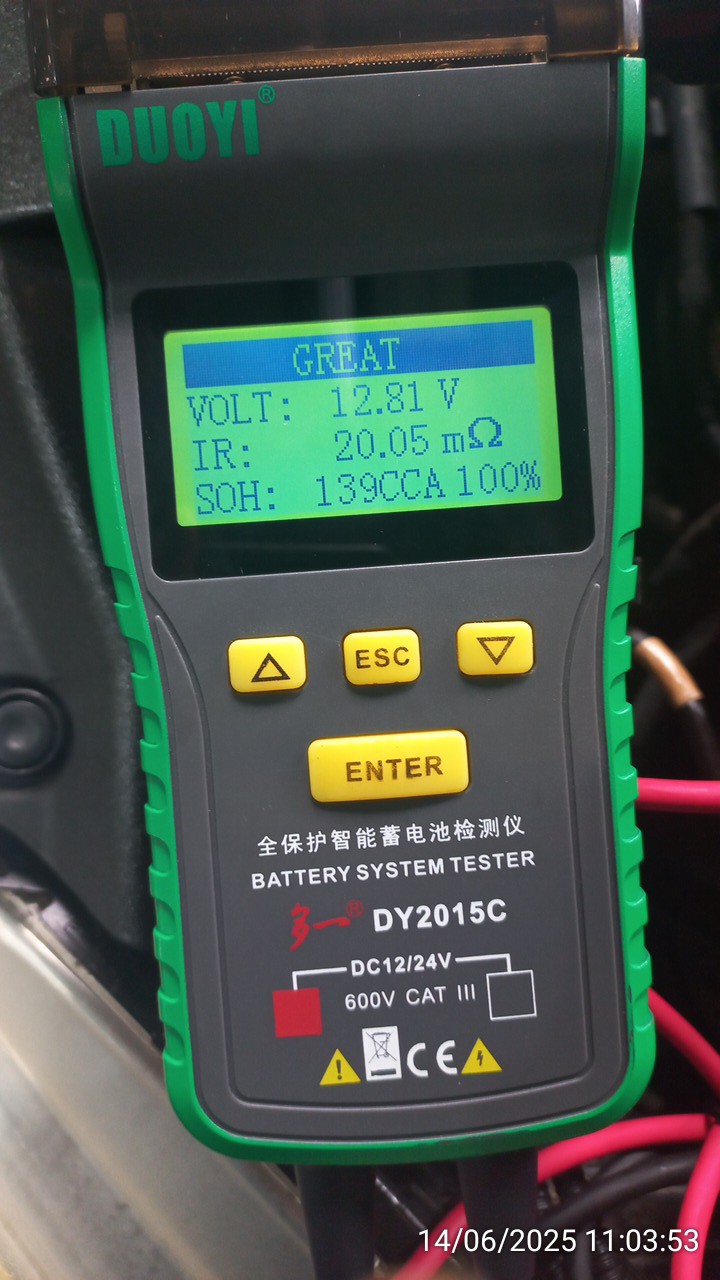 DUOYI®
GREAT
VOLT: 12.81 V
IR: 20.05 mΩ
SOH: 139CCA 100%
ESC
ENTER
全保护智能蓄电池检测仪
BATTERY SYSTEM TESTER
多一® DY2015C
DC12/24V
600V CAT III
CE
14/06/2025 11:03:53